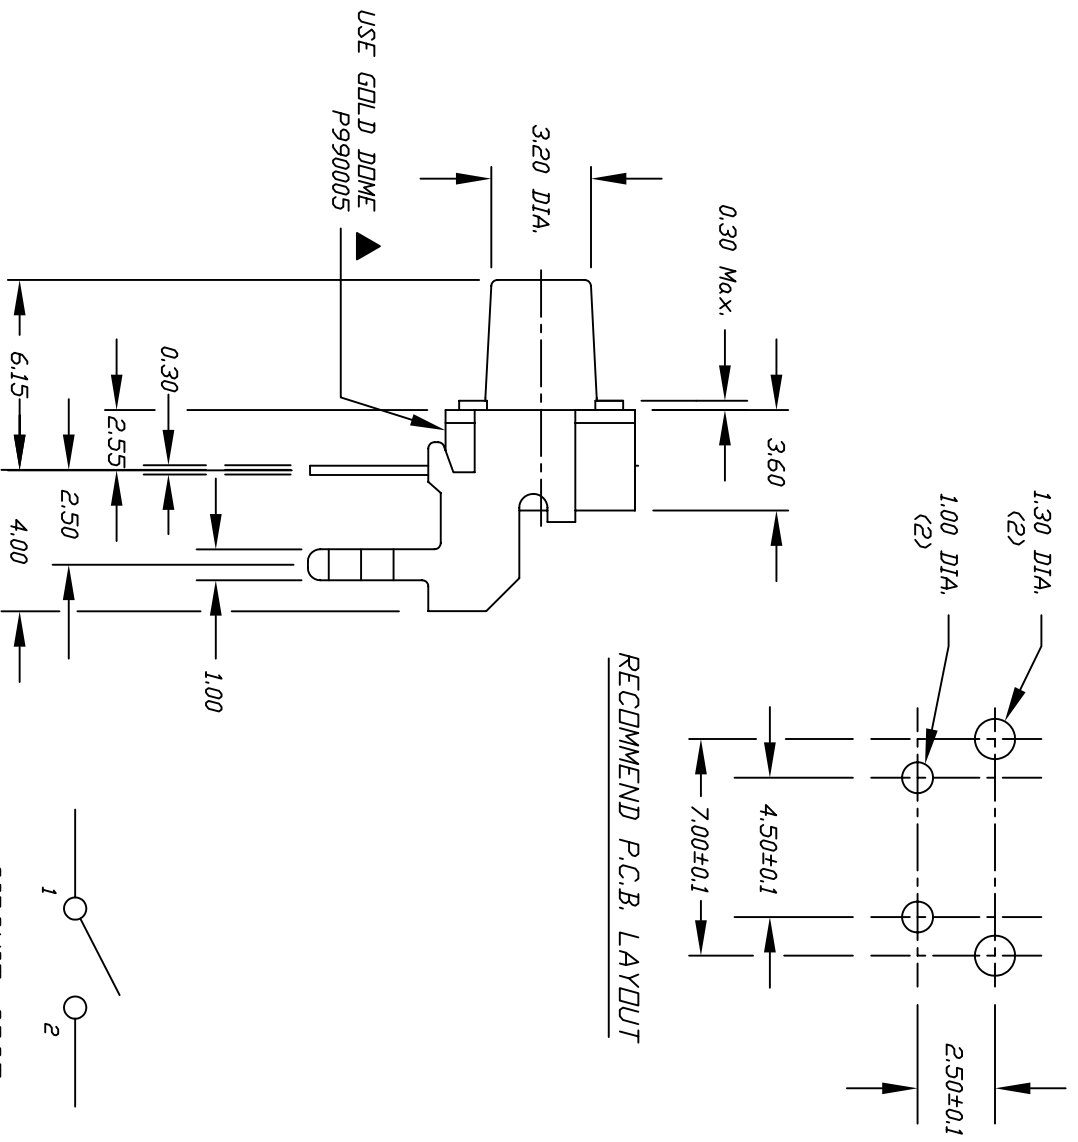 USE GOLD DOME
P990005
3.20 DIA.
0.30 Max.
3.60
1.30 DIA.
(2)
1.00 DIA.
(2)
6.15
2.55
0.30
2.50
4.00
1.00
4.50±0.1
7.00±0.1
2.50±0.1
RECOMMEND P.C.B. LAYOUT
1
2